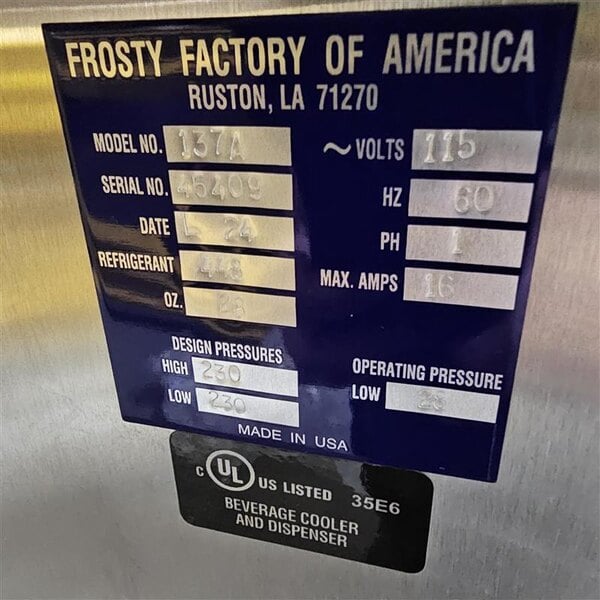 FROSTY FACTORY OF AMERICA
RUSTON, LA 71270
MODEL NO. 137A
SERIAL NO. 45409
DATE L 24
REFRIGERANT 448
OZ. 28
~ VOLTS 115
HZ 60
PH 1
MAX. AMPS 16
DESIGN PRESSURES
HIGH 230
LOW 230
OPERATING PRESSURE
LOW
MADE IN USA
C UL US LISTED 35E6
BEVERAGE COOLER
AND DISPENSER